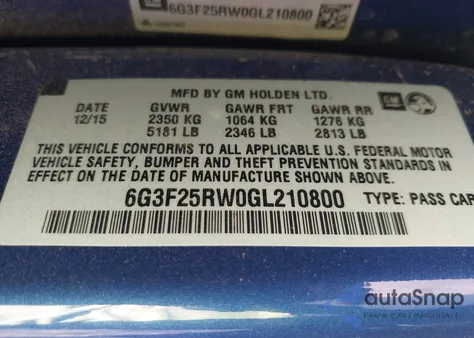 GM
6G3F25RW0GL210800
MFD BY GM HOLDEN LTD.
DATE GVWR GAWR FRT GAWR RR
12/15 2350 KG 1064 KG 1276 KG
5181 LB 2346 LB 2813 LB
GM
THIS VEHICLE CONFORMS TO ALL APPLICABLE U.S. FEDERAL MOTOR
VEHICLE SAFETY, BUMPER AND THEFT PREVENTION STANDARDS IN
EFFECT ON THE DATE OF MANUFACTURE SHOWN ABOVE.
6G3F25RW0GL210800
TYPE: PASS CAR
autoSnap